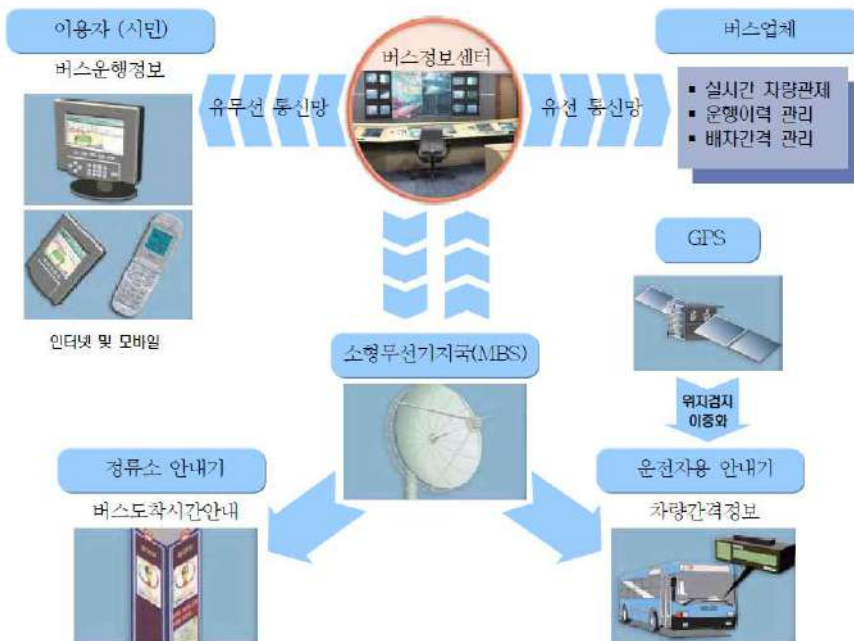 이용자 (시민)
버스정보센터
버스업체
버스운행정보
유무선 통신망
유선 통신망
▪ 실시간 차량관제
▪ 운행이력 관리
▪ 배차간격 관리
GPS
인터넷 및 모바일
소형무선기지국(MBS)
위치검지
이중화
정류소 안내기
운전자용 안내기
버스도착시간안내
차량간격정보